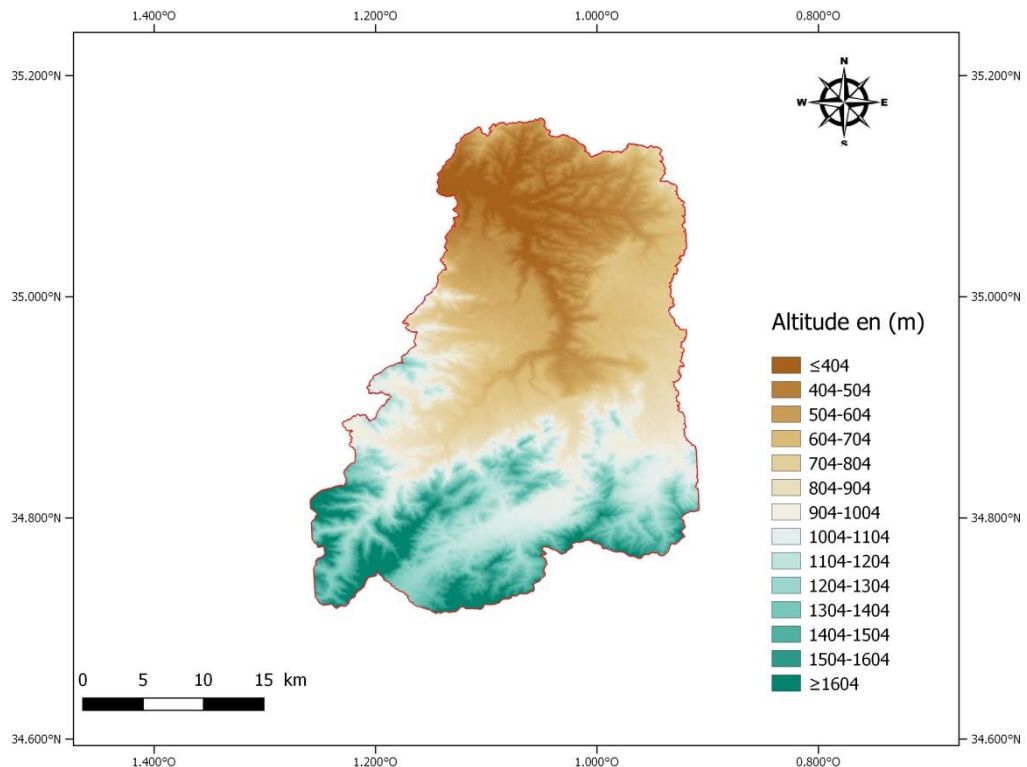 1.400°O 1.200°O 1.000°O 0.800°O
35.200°N 35.200°N
N
W E
S
35.000°N 35.000°N
Altitude en (m)
≤404
404-504
504-604
604-704
704-804
804-904
904-1004
1004-1104
1104-1204
1204-1304
1304-1404
1404-1504
1504-1604
≥1604
34.800°N 34.800°N
0 5 10 15 km
34.600°N 34.600°N
1.400°O 1.200°O 1.000°O 0.800°O